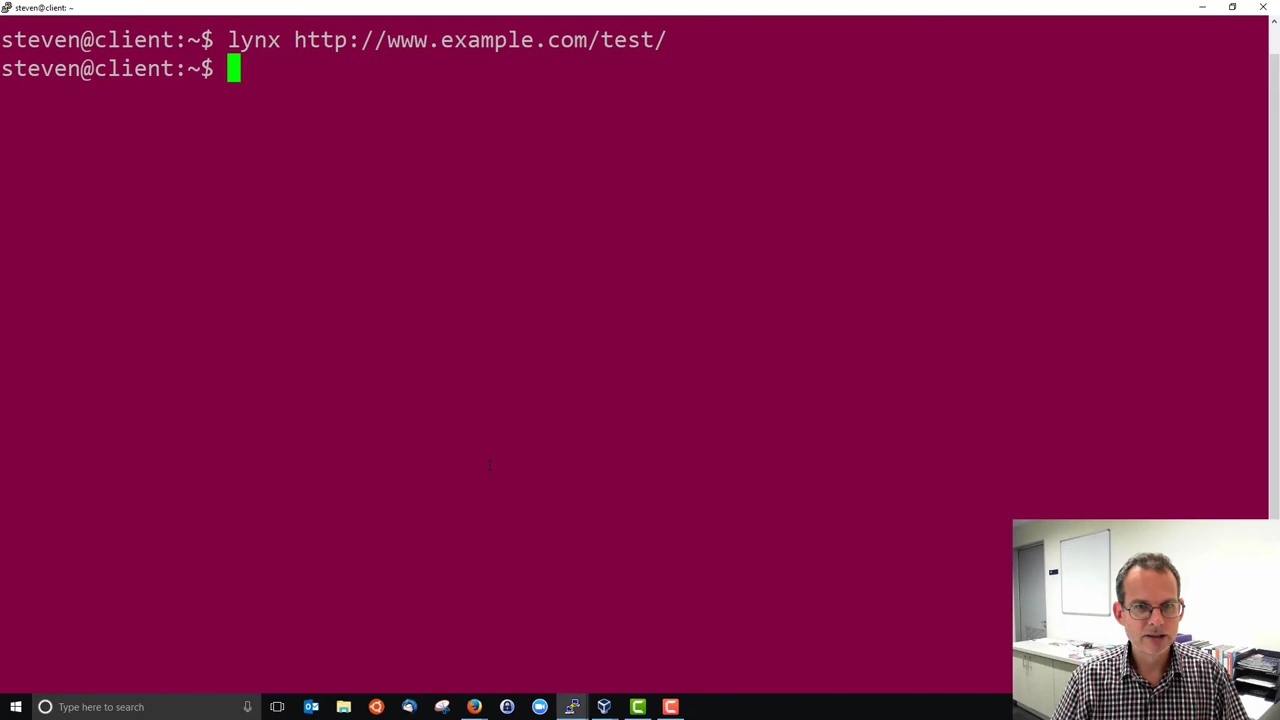 steven@client: ~
steven@client:~$ lynx http://www.example.com/test/
steven@client:~$
Type here to search